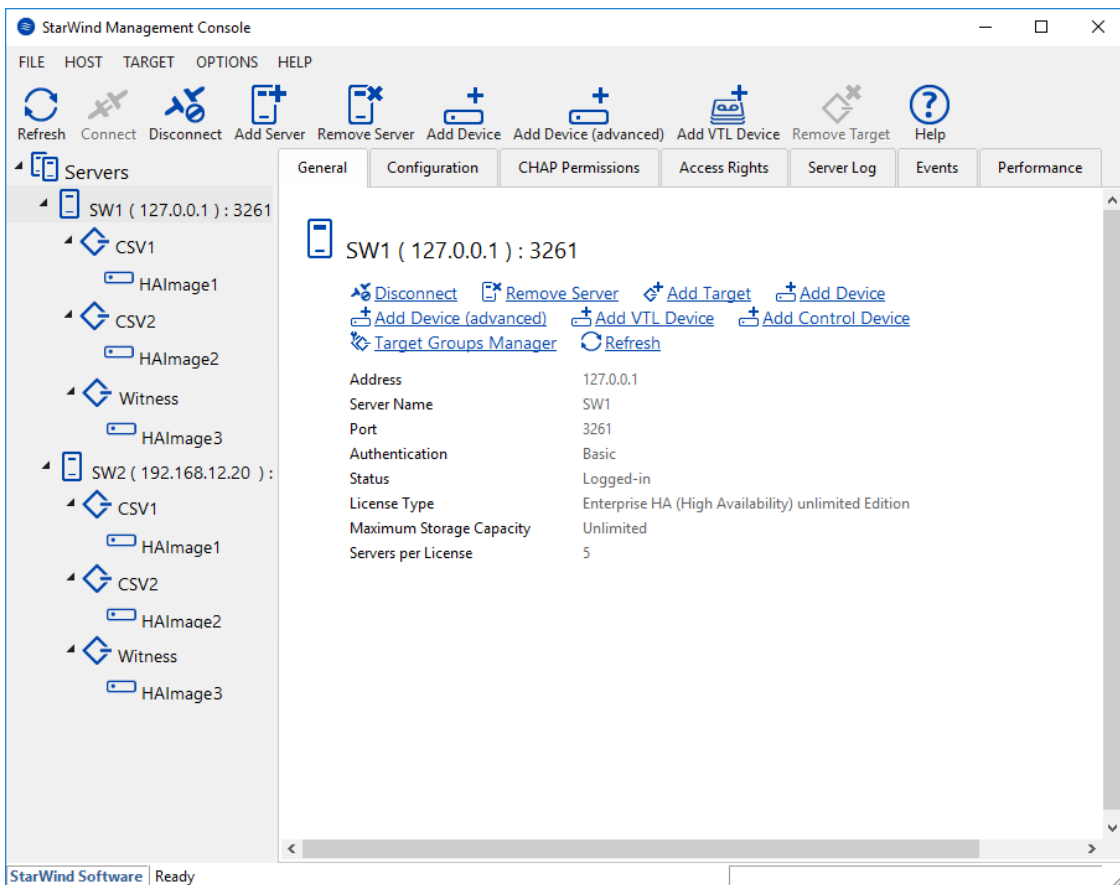 StarWind Management Console
FILE HOST TARGET OPTIONS HELP
Refresh Connect Disconnect Add Server Remove Server Add Device Add Device (advanced) Add VTL Device Remove Target Help
Servers
SW1 ( 127.0.0.1 ) : 3261
CSV1
HAImage1
CSV2
HAImage2
Witness
HAImage3
SW2 ( 192.168.12.20 ) :
CSV1
HAImage1
CSV2
HAImage2
Witness
HAImage3
General Configuration CHAP Permissions Access Rights Server Log Events Performance
SW1 ( 127.0.0.1 ) : 3261
Disconnect Remove Server Add Target Add Device
Add Device (advanced) Add VTL Device Add Control Device
Target Groups Manager Refresh
Address 127.0.0.1
Server Name SW1
Port 3261
Authentication Basic
Status Logged-in
License Type Enterprise HA (High Availability) unlimited Edition
Maximum Storage Capacity Unlimited
Servers per License 5
StarWind Software Ready